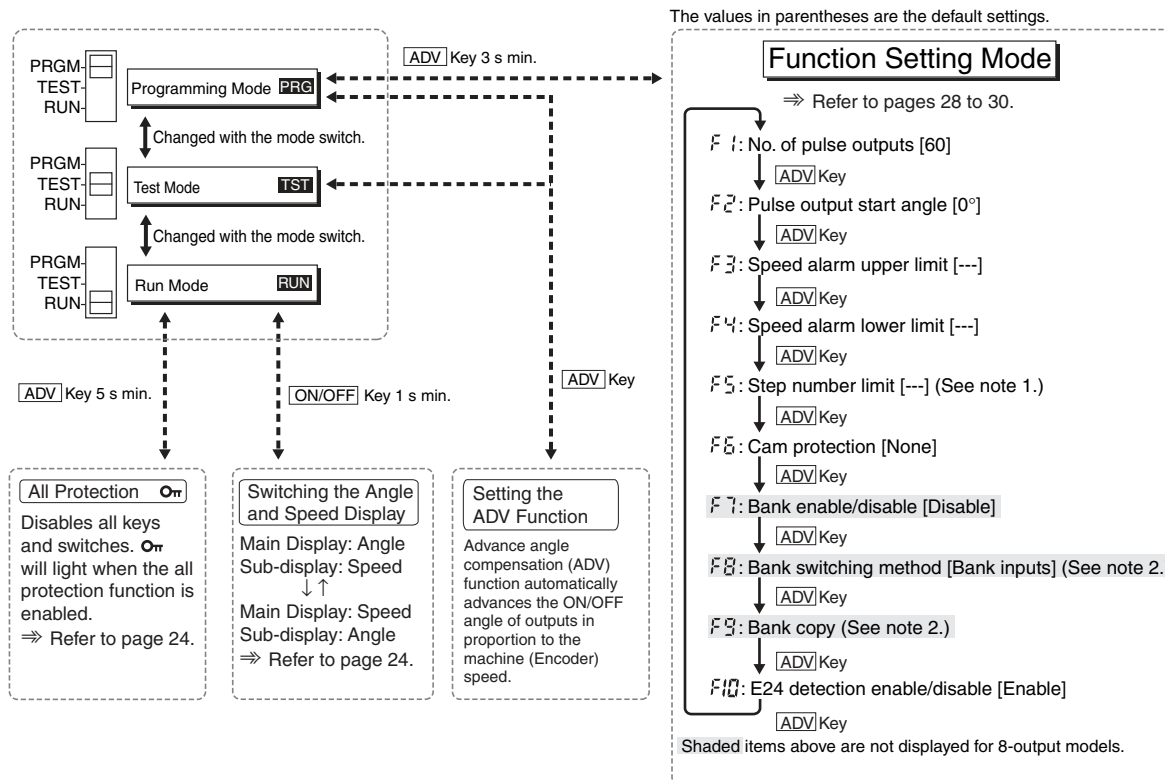 The values in parentheses are the default settings.
PRGM
TEST
RUN
Programming Mode PRG
Changed with the mode switch.
PRGM
TEST
RUN
Test Mode TST
Changed with the mode switch.
PRGM
TEST
RUN
Run Mode RUN
ADV Key 3 s min.
ADV Key 5 s min.
ON/OFF Key 1 s min.
ADV Key
All Protection
Disables all keys
and switches.
will light when the all
protection function is
enabled.
⇒ Refer to page 24.
Switching the Angle
and Speed Display
Main Display: Angle
Sub-display: Speed
↓↑
Main Display: Speed
Sub-display: Angle
⇒ Refer to page 24.
Setting the
ADV Function
Advance angle
compensation (ADV)
function automatically
advances the ON/OFF
angle of outputs in
proportion to the
machine (Encoder)
speed.
Function Setting Mode
⇒ Refer to pages 28 to 30.
F1: No. of pulse outputs [60]
ADV Key
F2: Pulse output start angle [0°]
ADV Key
F3: Speed alarm upper limit [---]
ADV Key
F4: Speed alarm lower limit [---]
ADV Key
F5: Step number limit [---] (See note 1.)
ADV Key
F6: Cam protection [None]
ADV Key
F7: Bank enable/disable [Disable]
ADV Key
F8: Bank switching method [Bank inputs] (See note 2.
ADV Key
F9: Bank copy (See note 2.)
ADV Key
F10: E24 detection enable/disable [Enable]
ADV Key
Shaded items above are not displayed for 8-output models.